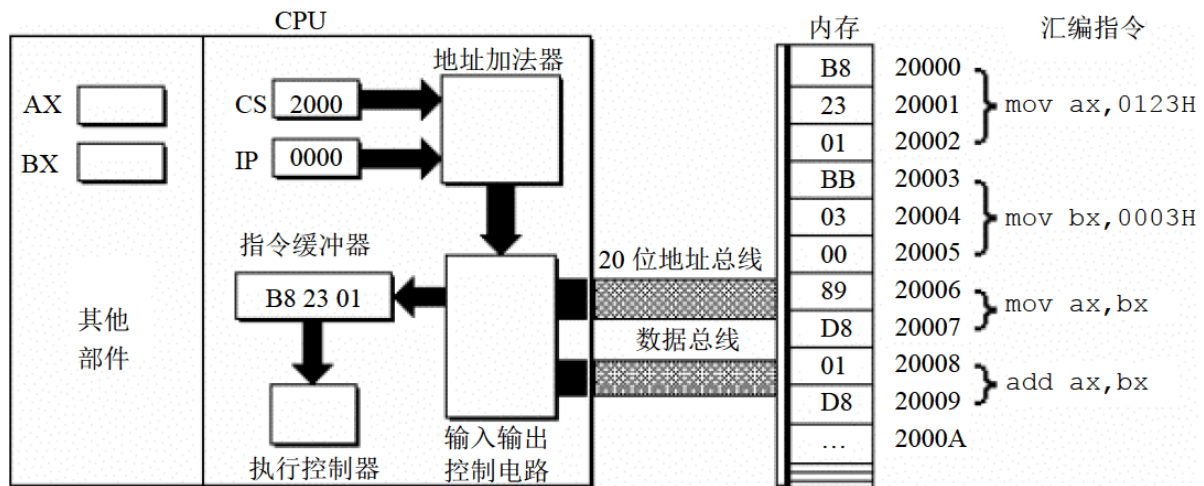 CPU
内存
汇编指令
地址加法器
AX
BX
CS
2000
IP
0000
指令缓冲器
B8 23 01
其他
部件
执行控制器
输入输出
控制电路
20 位地址总线
数据总线
B8 20000
23 20001
01 20002
BB 20003
03 20004
00 20005
89 20006
D8 20007
01 20008
D8 20009
… 2000A
mov ax,0123H
mov bx,0003H
mov ax,bx
add ax,bx